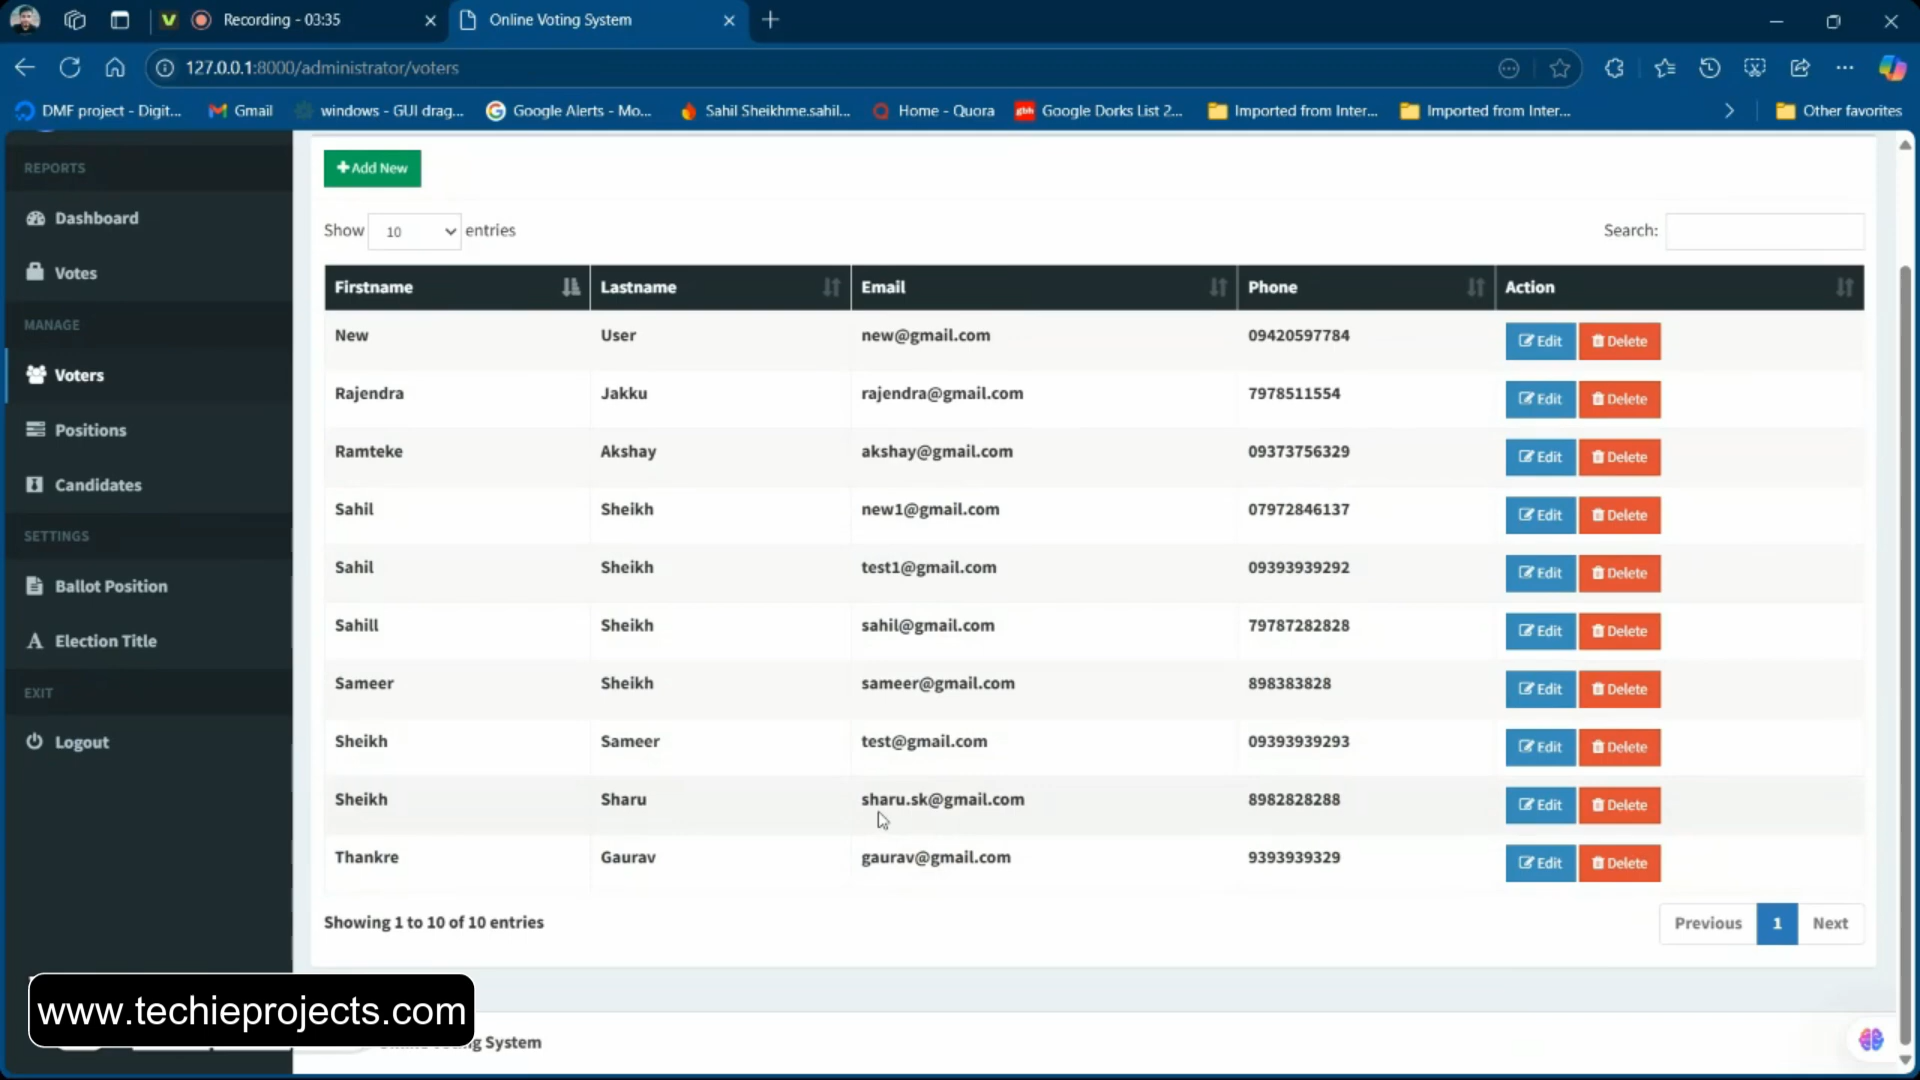 Recording - 03:35
Online Voting System
127.0.0.1:8000/administrator/voters
DMF project - Digit...
Gmail
windows - GUI drag...
Google Alerts - Mo...
Sahil Sheikhme.sahil...
Home - Quora
Google Dorks List 2...
Imported from Inter...
Imported from Inter...
Other favorites
REPORTS
Dashboard
Votes
MANAGE
Voters
Positions
Candidates
SETTINGS
Ballot Position
Election Title
EXIT
Logout
Add New
Show 10 entries
Search:
Firstname Lastname Email Phone Action
New User new@gmail.com 09420597784 Edit Delete
Rajendra Jakku rajendra@gmail.com 7978511554 Edit Delete
Ramteke Akshay akshay@gmail.com 09373756329 Edit Delete
Sahil Sheikh new1@gmail.com 07972846137 Edit Delete
Sahil Sheikh test1@gmail.com 09393939292 Edit Delete
Sahill Sheikh sahil@gmail.com 79787282828 Edit Delete
Sameer Sheikh sameer@gmail.com 898383828 Edit Delete
Sheikh Sameer test@gmail.com 09393939293 Edit Delete
Sheikh Sharu sharu.sk@gmail.com 8982828288 Edit Delete
Thankre Gaurav gaurav@gmail.com 9393939329 Edit Delete
Showing 1 to 10 of 10 entries
Previous 1 Next
www.techieprojects.com
System